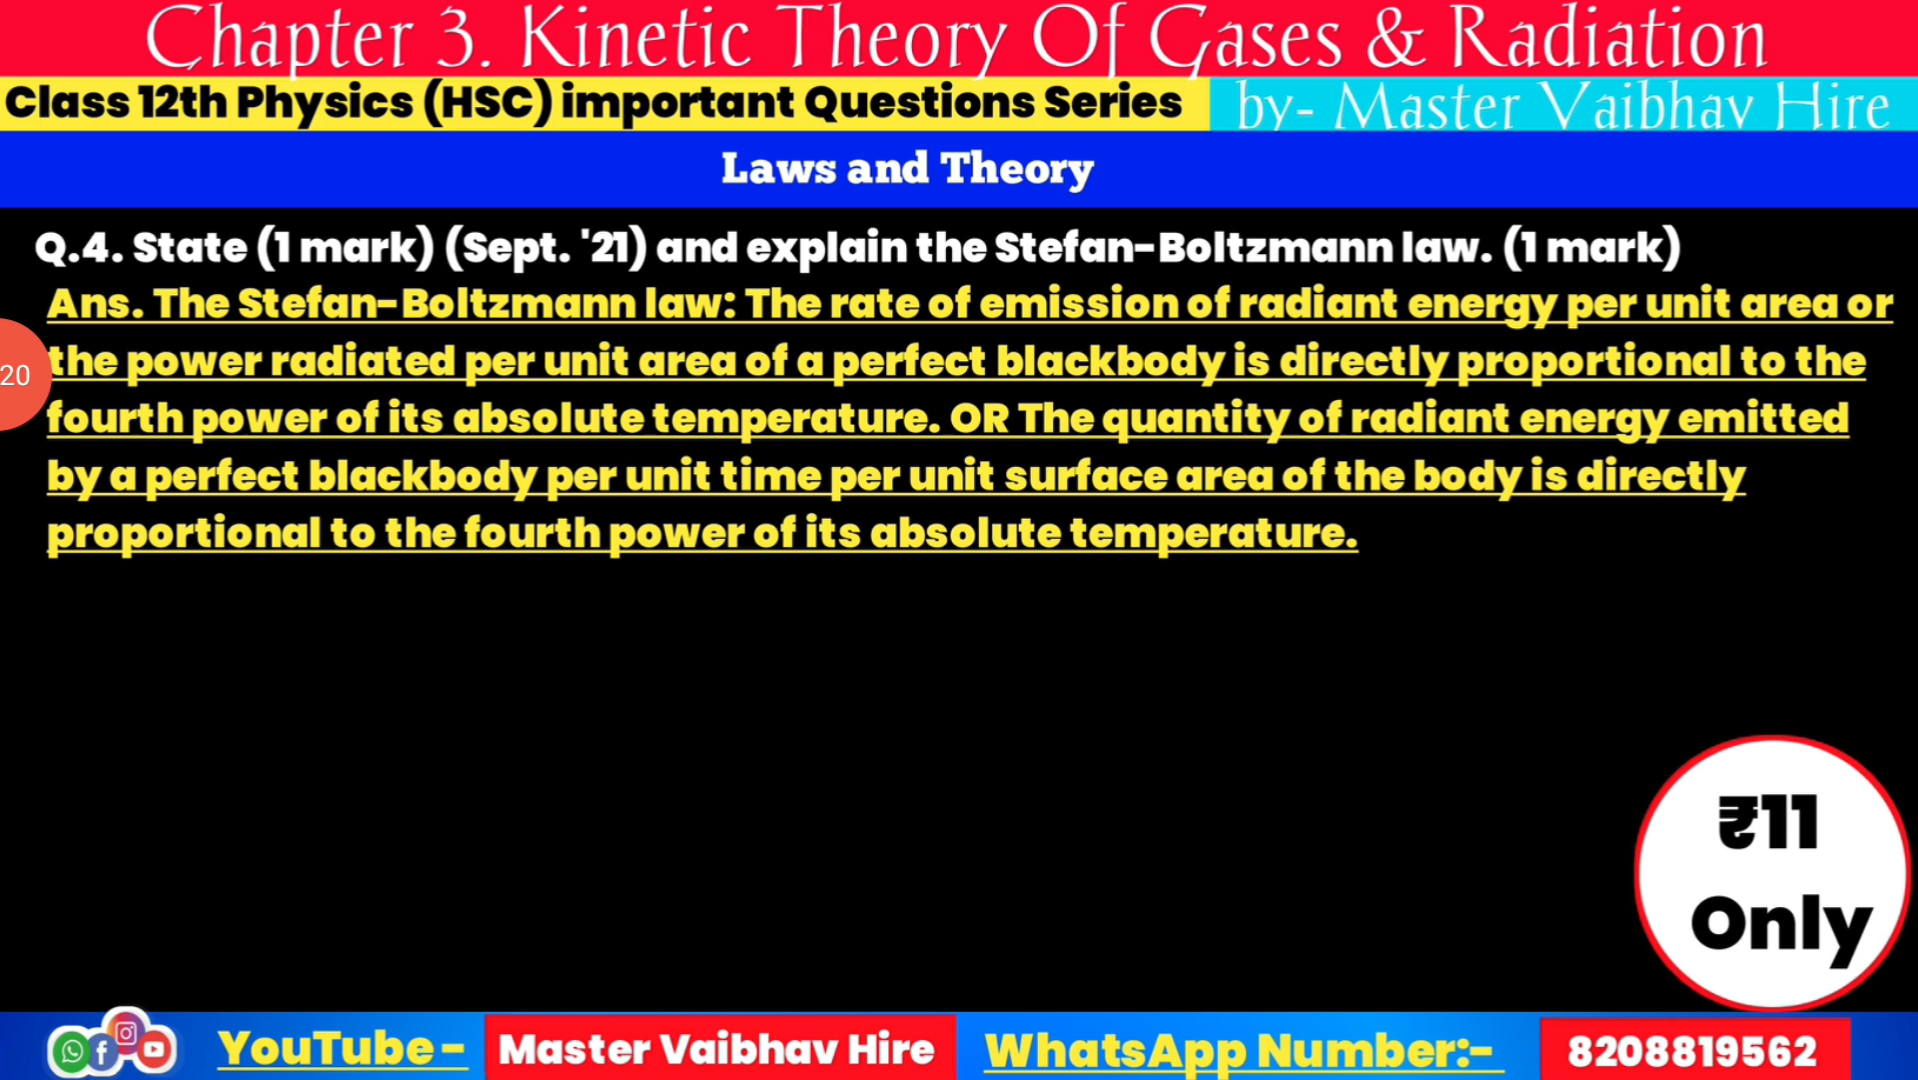 Chapter 3. Kinetic Theory Of Gases & Radiation
Class 12th Physics (HSC) important Questions Series
by- Master Vaibhav Hire
Laws and Theory
Q.4. State (1 mark) (Sept. '21) and explain the Stefan-Boltzmann law. (1 mark)
Ans. The Stefan-Boltzmann law: The rate of emission of radiant energy per unit area or
20
the power radiated per unit area of a perfect blackbody is directly proportional to the
fourth power of its absolute temperature. OR The quantity of radiant energy emitted
by a perfect blackbody per unit time per unit surface area of the body is directly
proportional to the fourth power of its absolute temperature.
₹11
Only
YouTube- Master Vaibhav Hire WhatsApp Number:- 8208819562